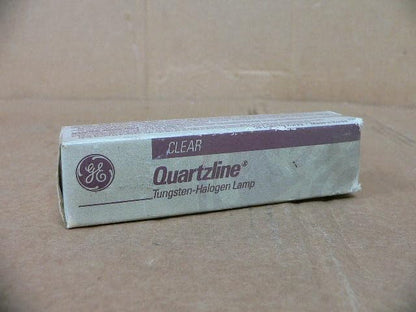 CLEAR
GE
Quartzline®
Tungsten-Halogen Lamp